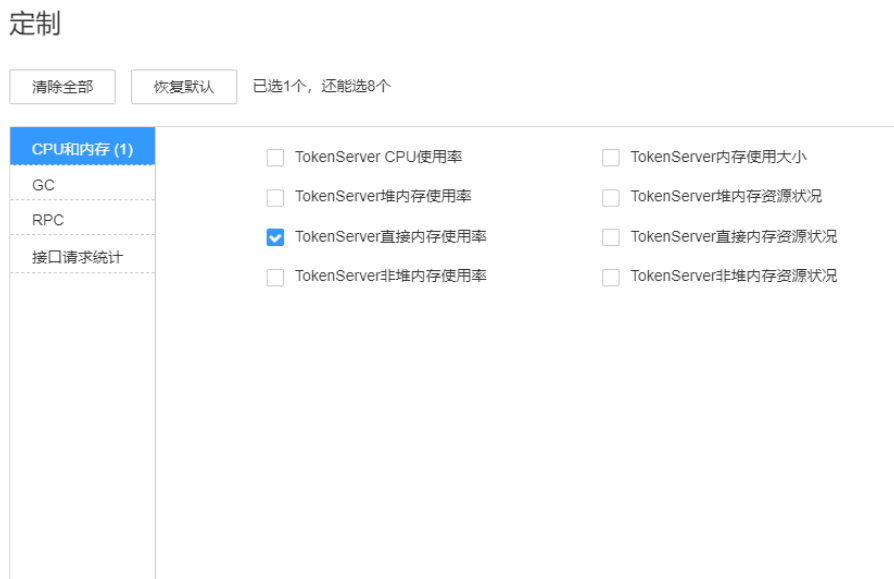 定制
清除全部 恢复默认 已选1个，还能选8个
CPU和内存 (1)
GC
RPC
接口请求统计
TokenServer CPU使用率 TokenServer内存使用大小
TokenServer堆内存使用率 TokenServer堆内存资源状况
TokenServer直接内存使用率 TokenServer直接内存资源状况
TokenServer非堆内存使用率 TokenServer非堆内存资源状况